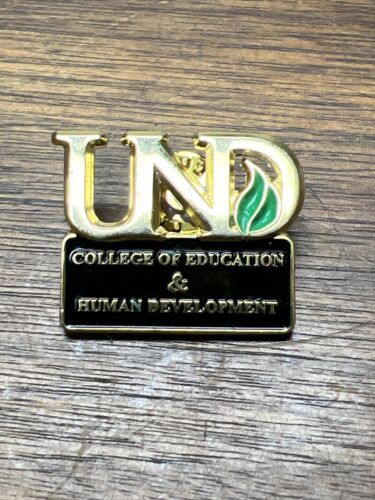 UND
COLLEGE OF EDUCATION
&
HUMAN DEVELOPMENT